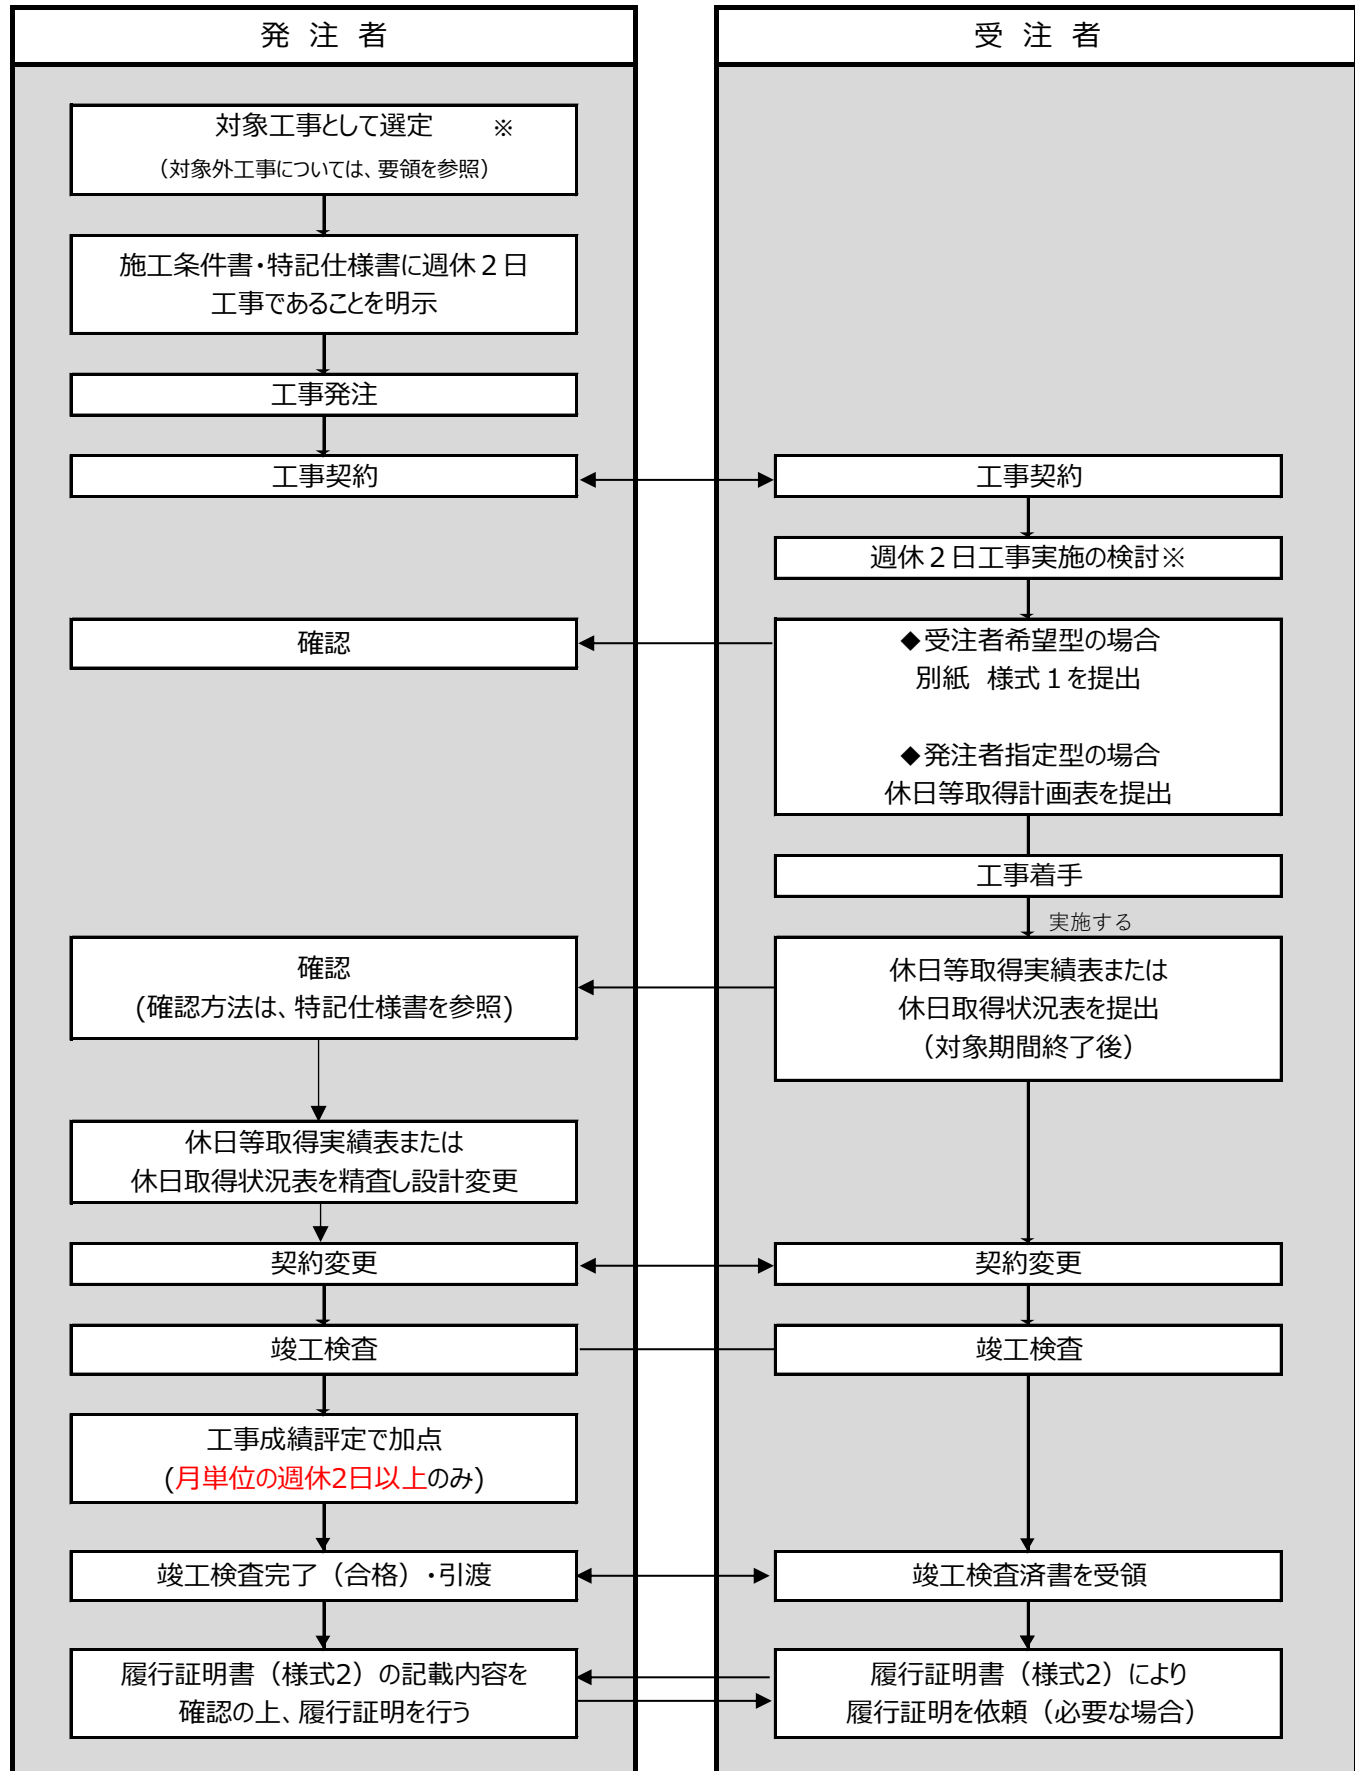 発 注 者
受 注 者
対象工事として選定　　※
（対象外工事については、要領を参照）
施工条件書・特記仕様書に週休２日
工事であることを明示
工事発注
工事契約
工事契約
週休２日工事実施の検討※
確認
◆受注者希望型の場合
別紙 様式１を提出
◆発注者指定型の場合
休日等取得計画表を提出
工事着手
実施する
確認
(確認方法は、特記仕様書を参照)
休日等取得実績表または
休日取得状況表を提出
（対象期間終了後）
休日等取得実績表または
休日取得状況表を精査し設計変更
契約変更
契約変更
竣工検査
竣工検査
工事成績評定で加点
(月単位の週休2日以上のみ)
竣工検査完了（合格）・引渡
竣工検査済書を受領
履行証明書（様式2）の記載内容を
確認の上、履行証明を行う
履行証明書（様式2）により
履行証明を依頼（必要な場合）